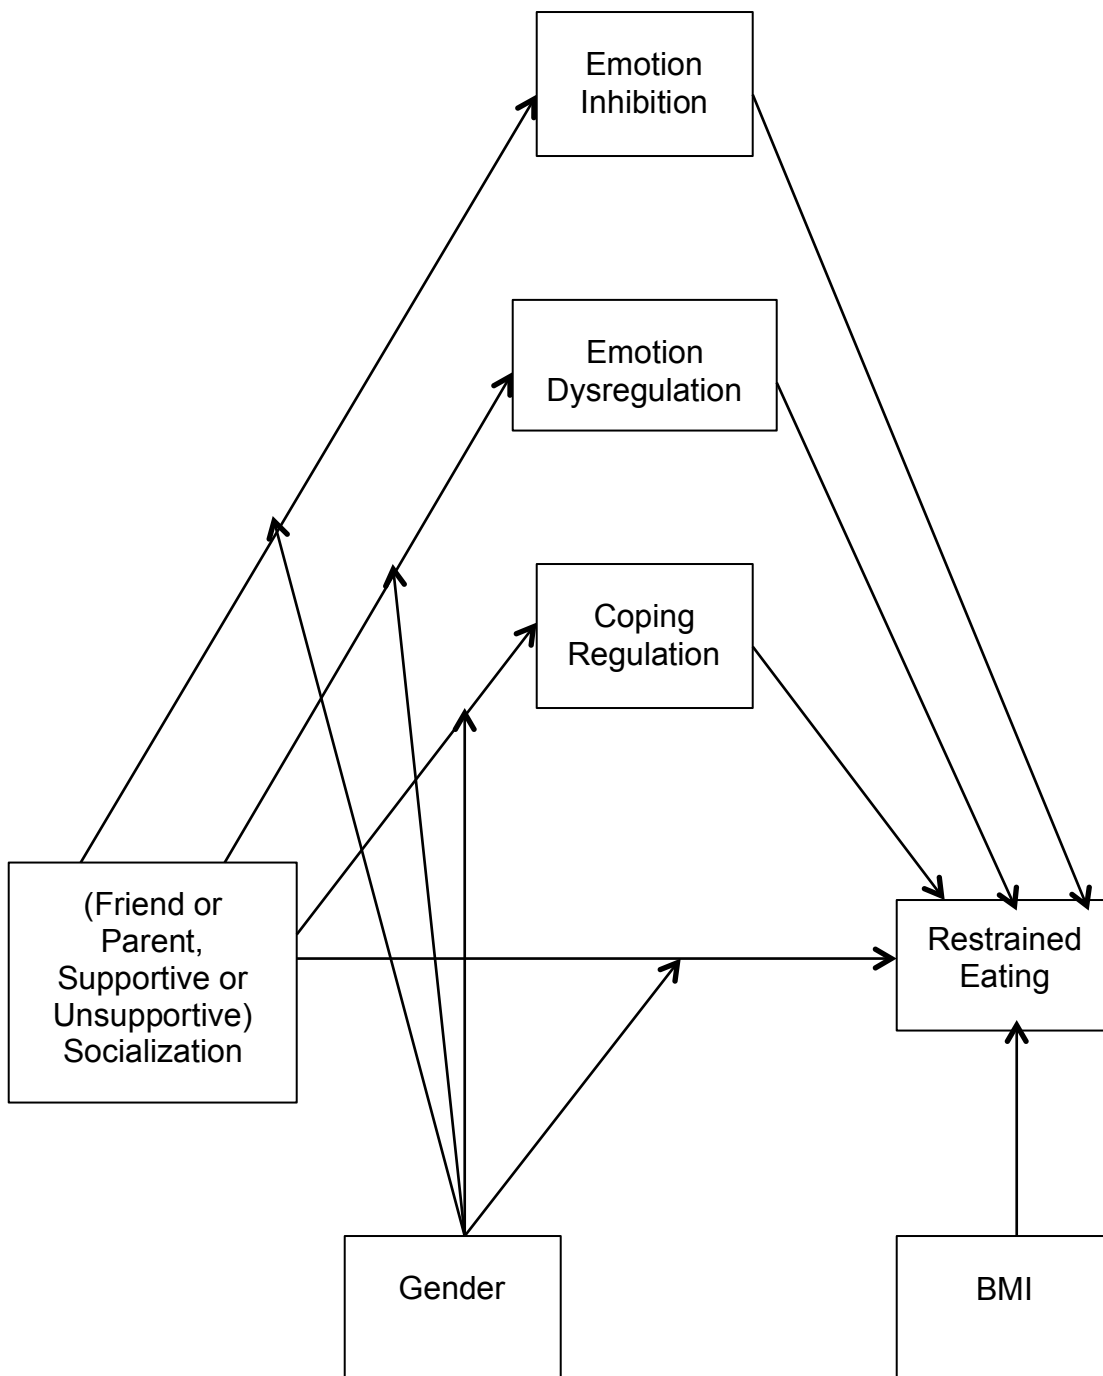 Emotion
Inhibition
Emotion
Dysregulation
Coping
Regulation
(Friend or
Parent,
Supportive or
Unsupportive)
Socialization
Restrained
Eating
Gender
BMI